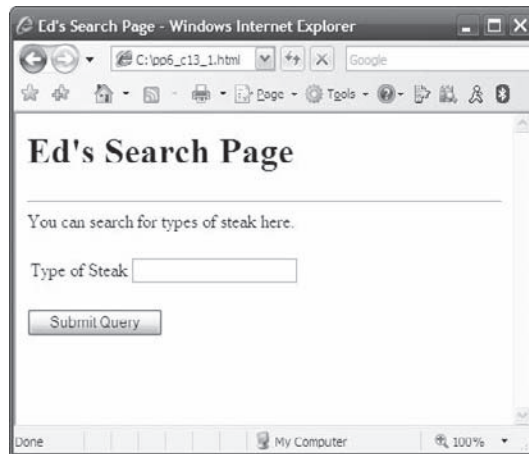 Ed's Search Page - Windows Internet Explorer
C:\pp6_c13_1.html Google
Page Tools
Ed's Search Page
You can search for types of steak here.
Type of Steak
Submit Query
Done My Computer 100%